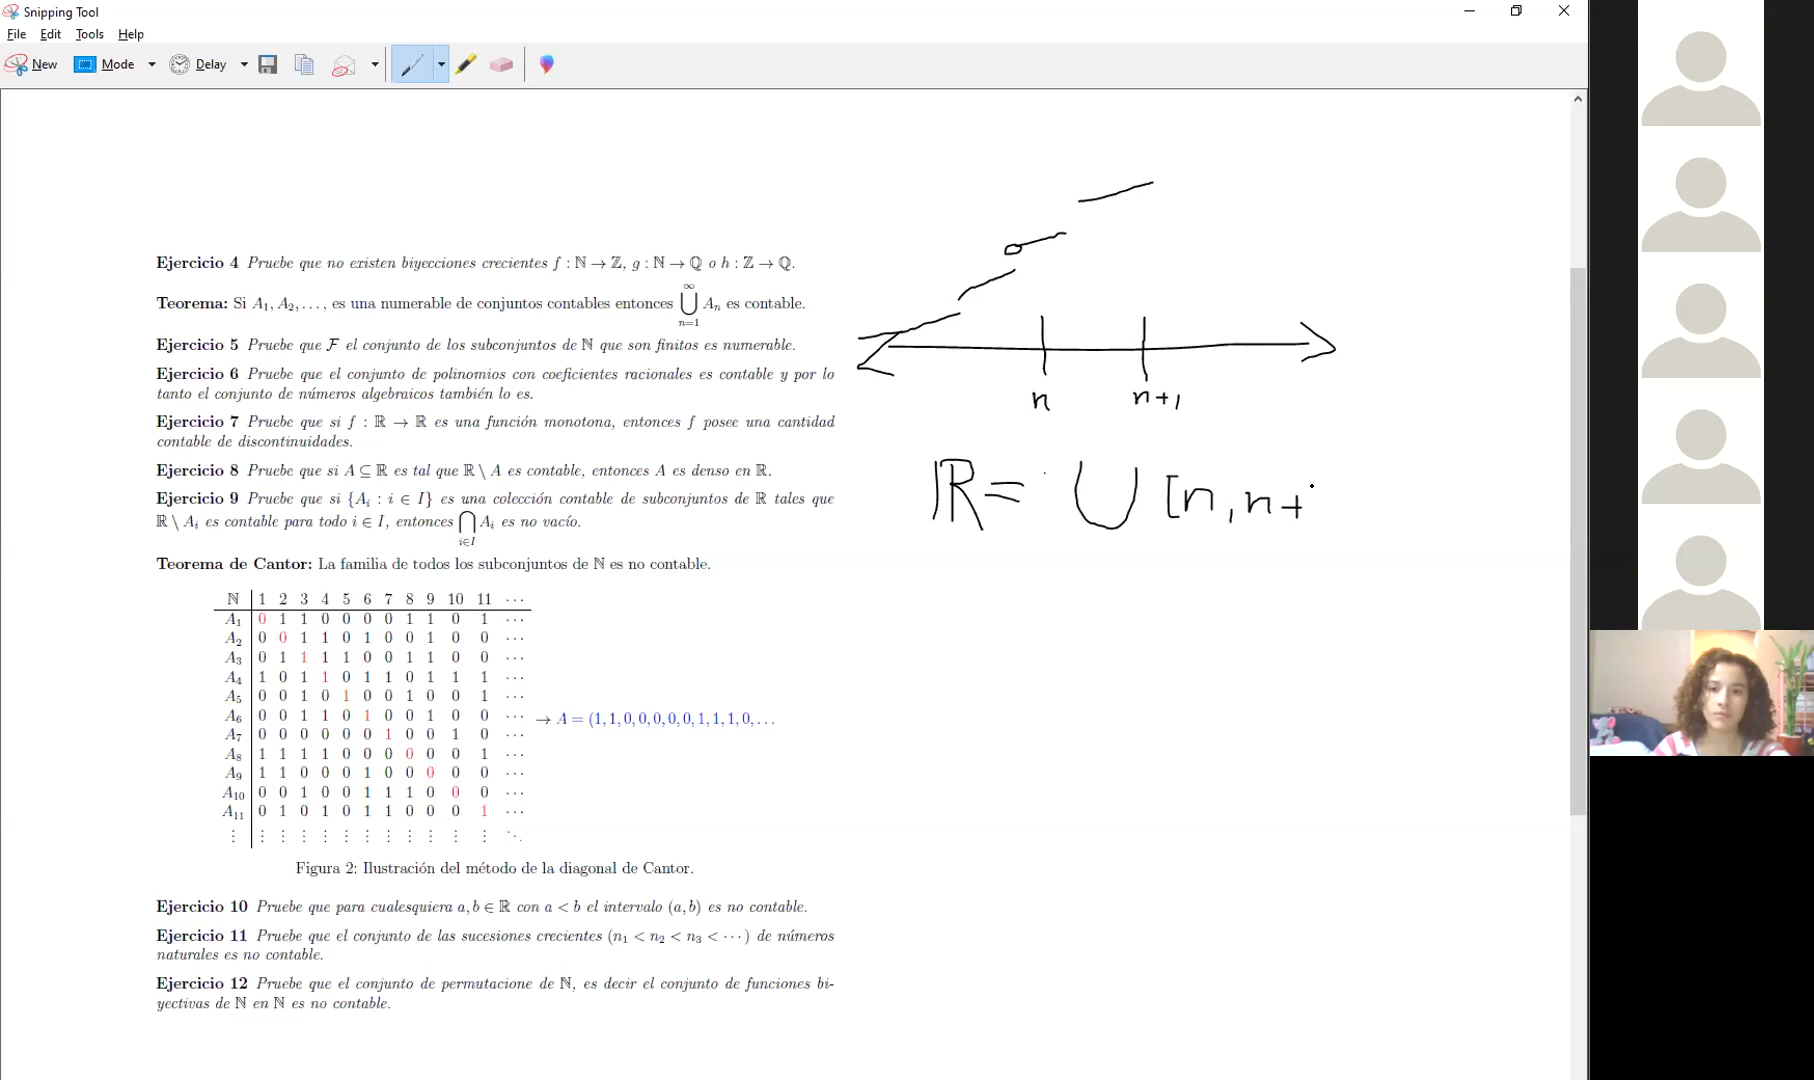 Snipping Tool
File Edit Tools Help
New Mode Delay
Ejercicio 4 Pruebe que no existen biyecciones crecientes f : ℕ → ℤ, g : ℕ → ℚ o h : ℤ → ℚ.
Teorema: Si A₁, A₂, . . . , es una numerable de conjuntos contables entonces ⋃_{n=1}^{∞} Aₙ es contable.
Ejercicio 5 Pruebe que ℱ el conjunto de los subconjuntos de ℕ que son finitos es numerable.
Ejercicio 6 Pruebe que el conjunto de polinomios con coeficientes racionales es contable y por lo
tanto el conjunto de números algebraicos también lo es.
Ejercicio 7 Pruebe que si f : ℝ → ℝ es una función monotona, entonces f posee una cantidad
contable de discontinuidades.
Ejercicio 8 Pruebe que si A ⊆ ℝ es tal que ℝ \ A es contable, entonces A es denso en ℝ.
Ejercicio 9 Pruebe que si {Aᵢ : i ∈ I} es una colección contable de subconjuntos de ℝ tales que
ℝ \ Aᵢ es contable para todo i ∈ I, entonces ⋂_{i∈I} Aᵢ es no vacío.
Teorema de Cantor: La familia de todos los subconjuntos de ℕ es no contable.
ℕ 1 2 3 4 5 6 7 8 9 10 11 ⋯
A₁ 0 1 1 0 0 0 0 1 1 0 1 ⋯
A₂ 0 0 1 1 0 1 0 0 1 0 0 ⋯
A₃ 0 1 1 1 1 0 0 1 1 0 0 ⋯
A₄ 1 0 1 1 0 1 1 0 1 1 1 ⋯
A₅ 0 0 1 0 1 0 0 1 0 0 1 ⋯
A₆ 0 0 1 1 0 1 0 0 1 0 0 ⋯ → A = (1, 1, 0, 0, 0, 0, 0, 1, 1, 1, 0, . . .
A₇ 0 0 0 0 0 0 1 0 0 1 0 ⋯
A₈ 1 1 1 1 0 0 0 0 0 0 1 ⋯
A₉ 1 1 0 0 0 1 0 0 0 0 0 ⋯
A₁₀ 0 0 1 0 0 1 1 1 0 0 0 ⋯
A₁₁ 0 1 0 1 0 1 1 0 0 0 1 ⋯
⋮ ⋮ ⋮ ⋮ ⋮ ⋮ ⋮ ⋮ ⋮ ⋮ ⋮ ⋮ ⋱
Figura 2: Ilustración del método de la diagonal de Cantor.
Ejercicio 10 Pruebe que para cualesquiera a, b ∈ ℝ con a < b el intervalo (a, b) es no contable.
Ejercicio 11 Pruebe que el conjunto de las sucesiones crecientes (n₁ < n₂ < n₃ < ⋯) de números
naturales es no contable.
Ejercicio 12 Pruebe que el conjunto de permutacione de ℕ, es decir el conjunto de funciones bi-
yectivas de ℕ en ℕ es no contable.
n n+1
ℝ = ⋃ [n, n+